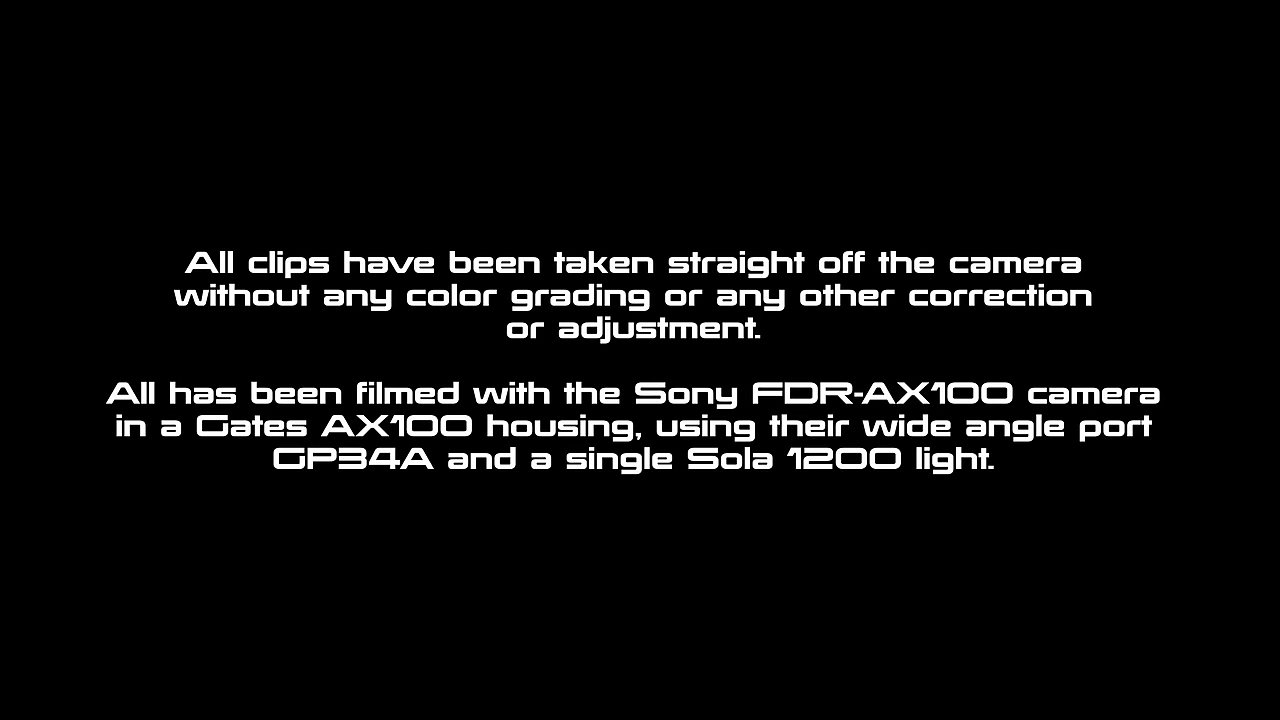 All clips have been taken straight off the camera
without any color grading or any other correction
or adjustment.
All has been filmed with the Sony FDR-AX100 camera
in a Gates AX100 housing, using their wide angle port
GP34A and a single Sola 1200 light.